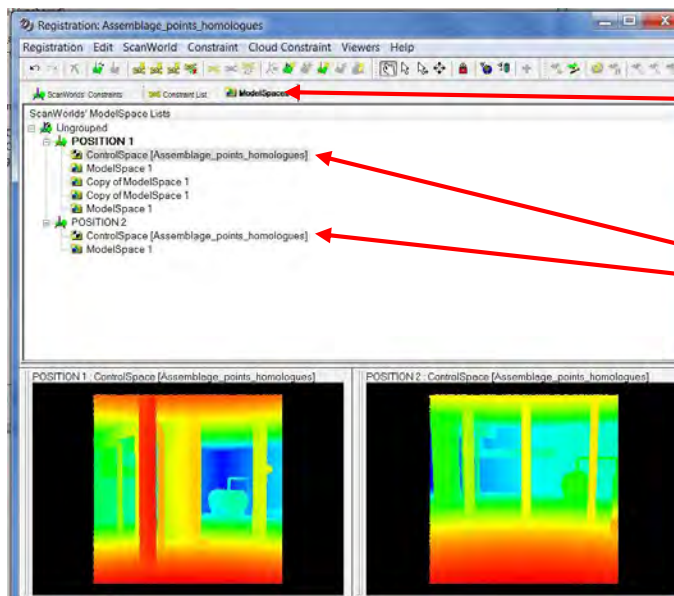 Registration: Assemblage_points_homologues
Registration Edit ScanWorld Constraint Cloud Constraint Viewers Help
ScanWorlds' Constraints Constraint List ModelSpaces
ScanWorlds' ModelSpace Lists
Ungrouped
POSITION 1
ControlSpace [Assemblage_points_homologues]
ModelSpace 1
Copy of ModelSpace 1
Copy of ModelSpace 1
ModelSpace 1
POSITION 2
ControlSpace [Assemblage_points_homologues]
ModelSpace 1
POSITION 1 : ControlSpace [Assemblage_points_homologues]
POSITION 2 : ControlSpace [Assemblage_points_homologues]